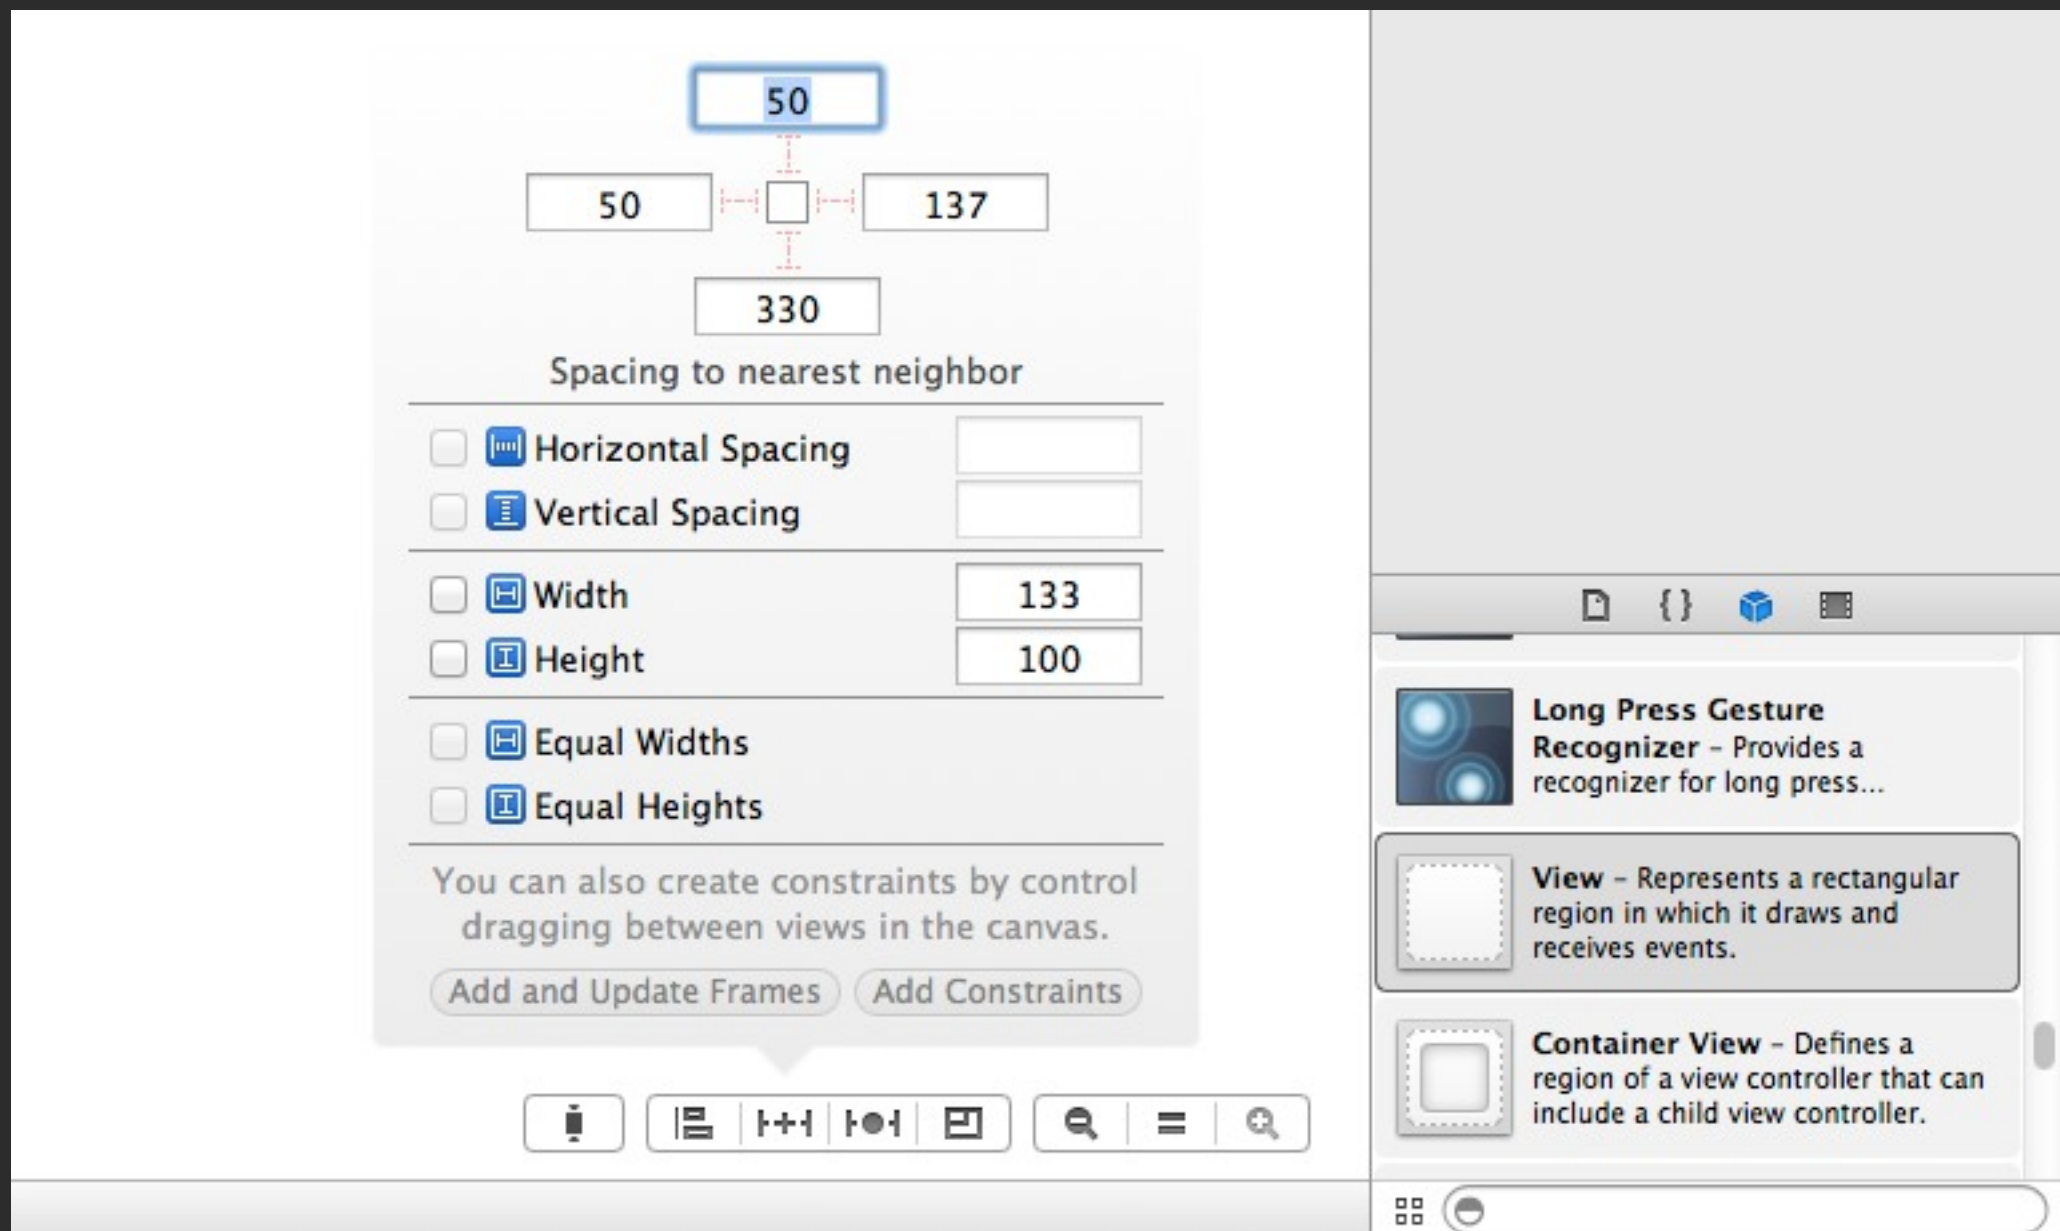 50
50
137
330
Spacing to nearest neighbor
Horizontal Spacing
Vertical Spacing
Width
133
Height
100
Equal Widths
Equal Heights
You can also create constraints by control
dragging between views in the canvas.
Add and Update Frames
Add Constraints
{ }
Long Press Gesture
Recognizer – Provides a
recognizer for long press...
View – Represents a rectangular
region in which it draws and
receives events.
Container View – Defines a
region of a view controller that can
include a child view controller.